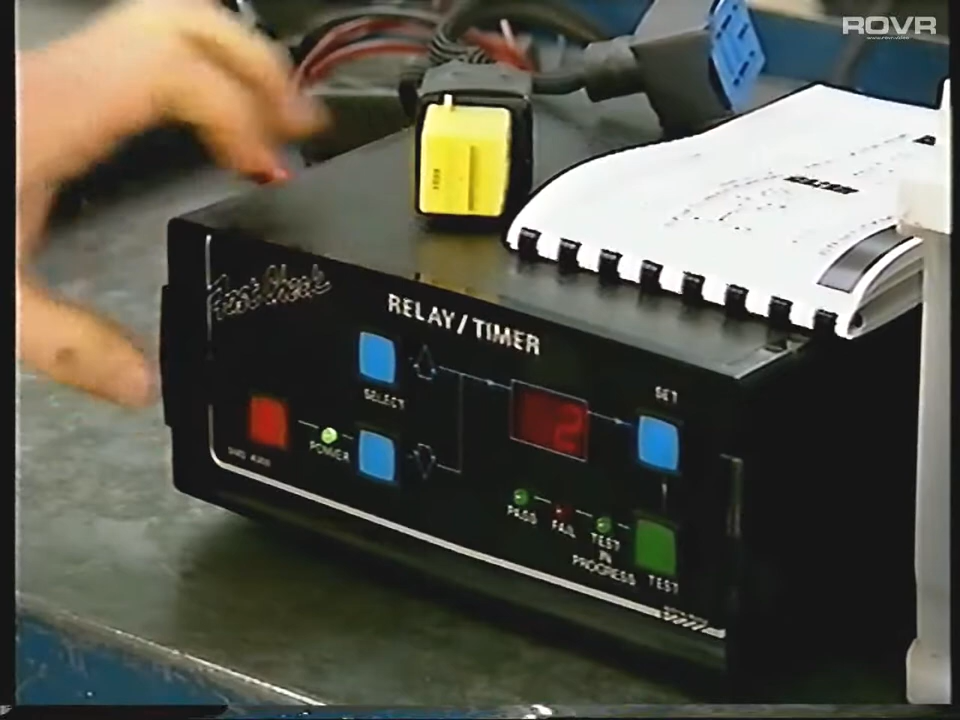 ROVR
Fast Check
RELAY/TIMER
SELECT
SET
2
POWER
PASS
FAIL
TEST
IN
PROGRESS
TEST